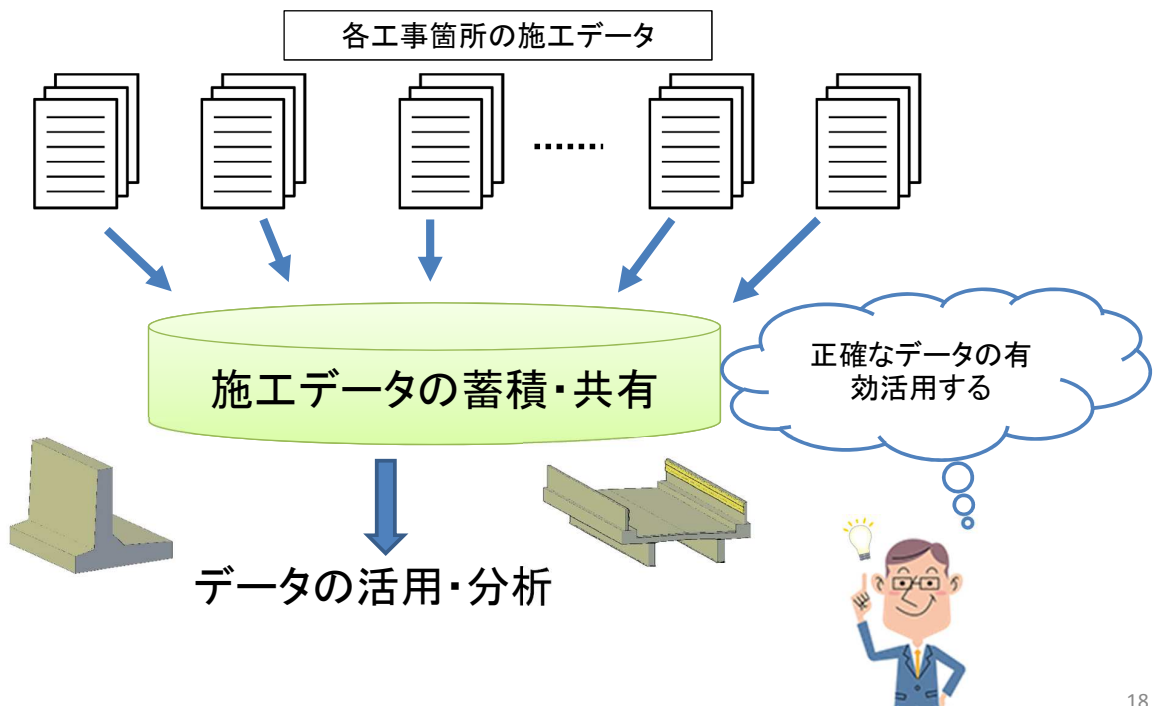 各工事箇所の施工データ
…….
施工データの蓄積・共有
正確なデータの有
効活用する
データの活用・分析
18